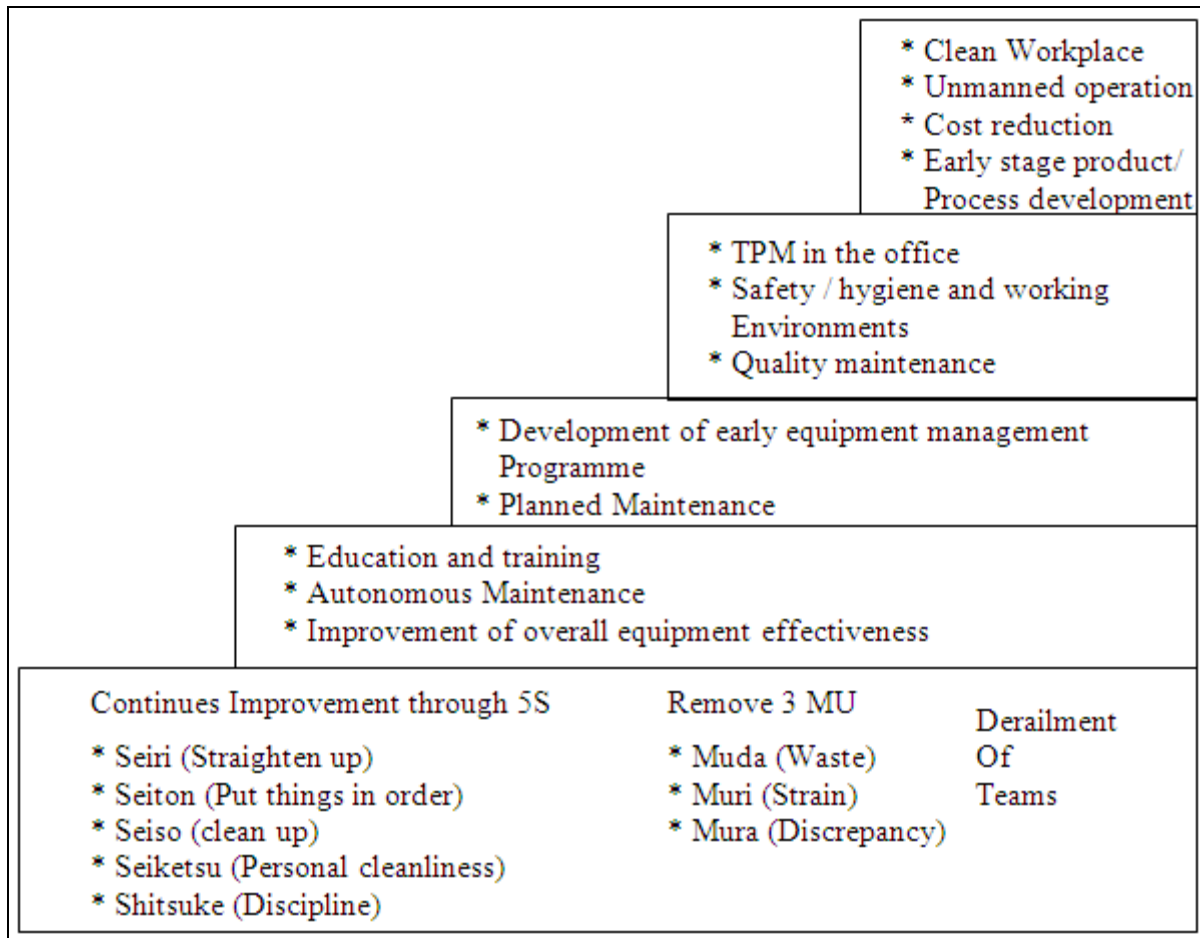 * Clean Workplace
* Unmanned operation
* Cost reduction
* Early stage product/
Process development
* TPM in the office
* Safety / hygiene and working
Environments
* Quality maintenance
* Development of early equipment management
Programme
* Planned Maintenance
* Education and training
* Autonomous Maintenance
* Improvement of overall equipment effectiveness
Continues Improvement through 5S
* Seiri (Straighten up)
* Seiton (Put things in order)
* Seiso (clean up)
* Seiketsu (Personal cleanliness)
* Shitsuke (Discipline)
Remove 3 MU
* Muda (Waste)
* Muri (Strain)
* Mura (Discrepancy)
Derailment
Of
Teams